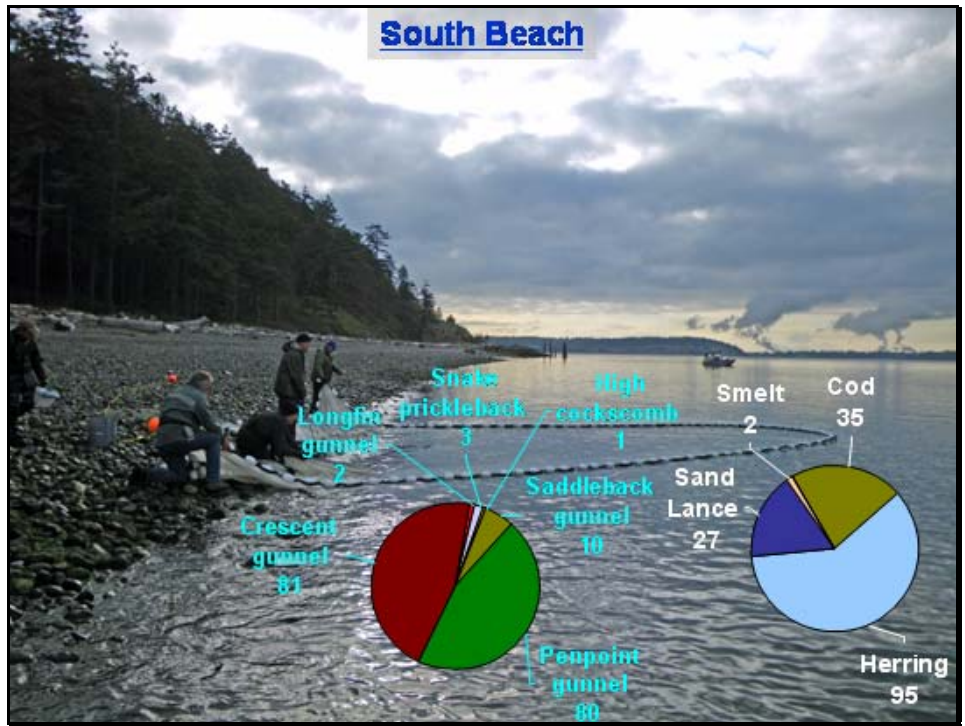 South Beach
Snake
prickleback
3
High
cockscomb
1
Longfin
gunnel
2
Saddleback
gunnel
10
Crescent
gunnel
81
Penpoint
gunnel
80
Smelt
2
Cod
35
Sand
Lance
27
Herring
95